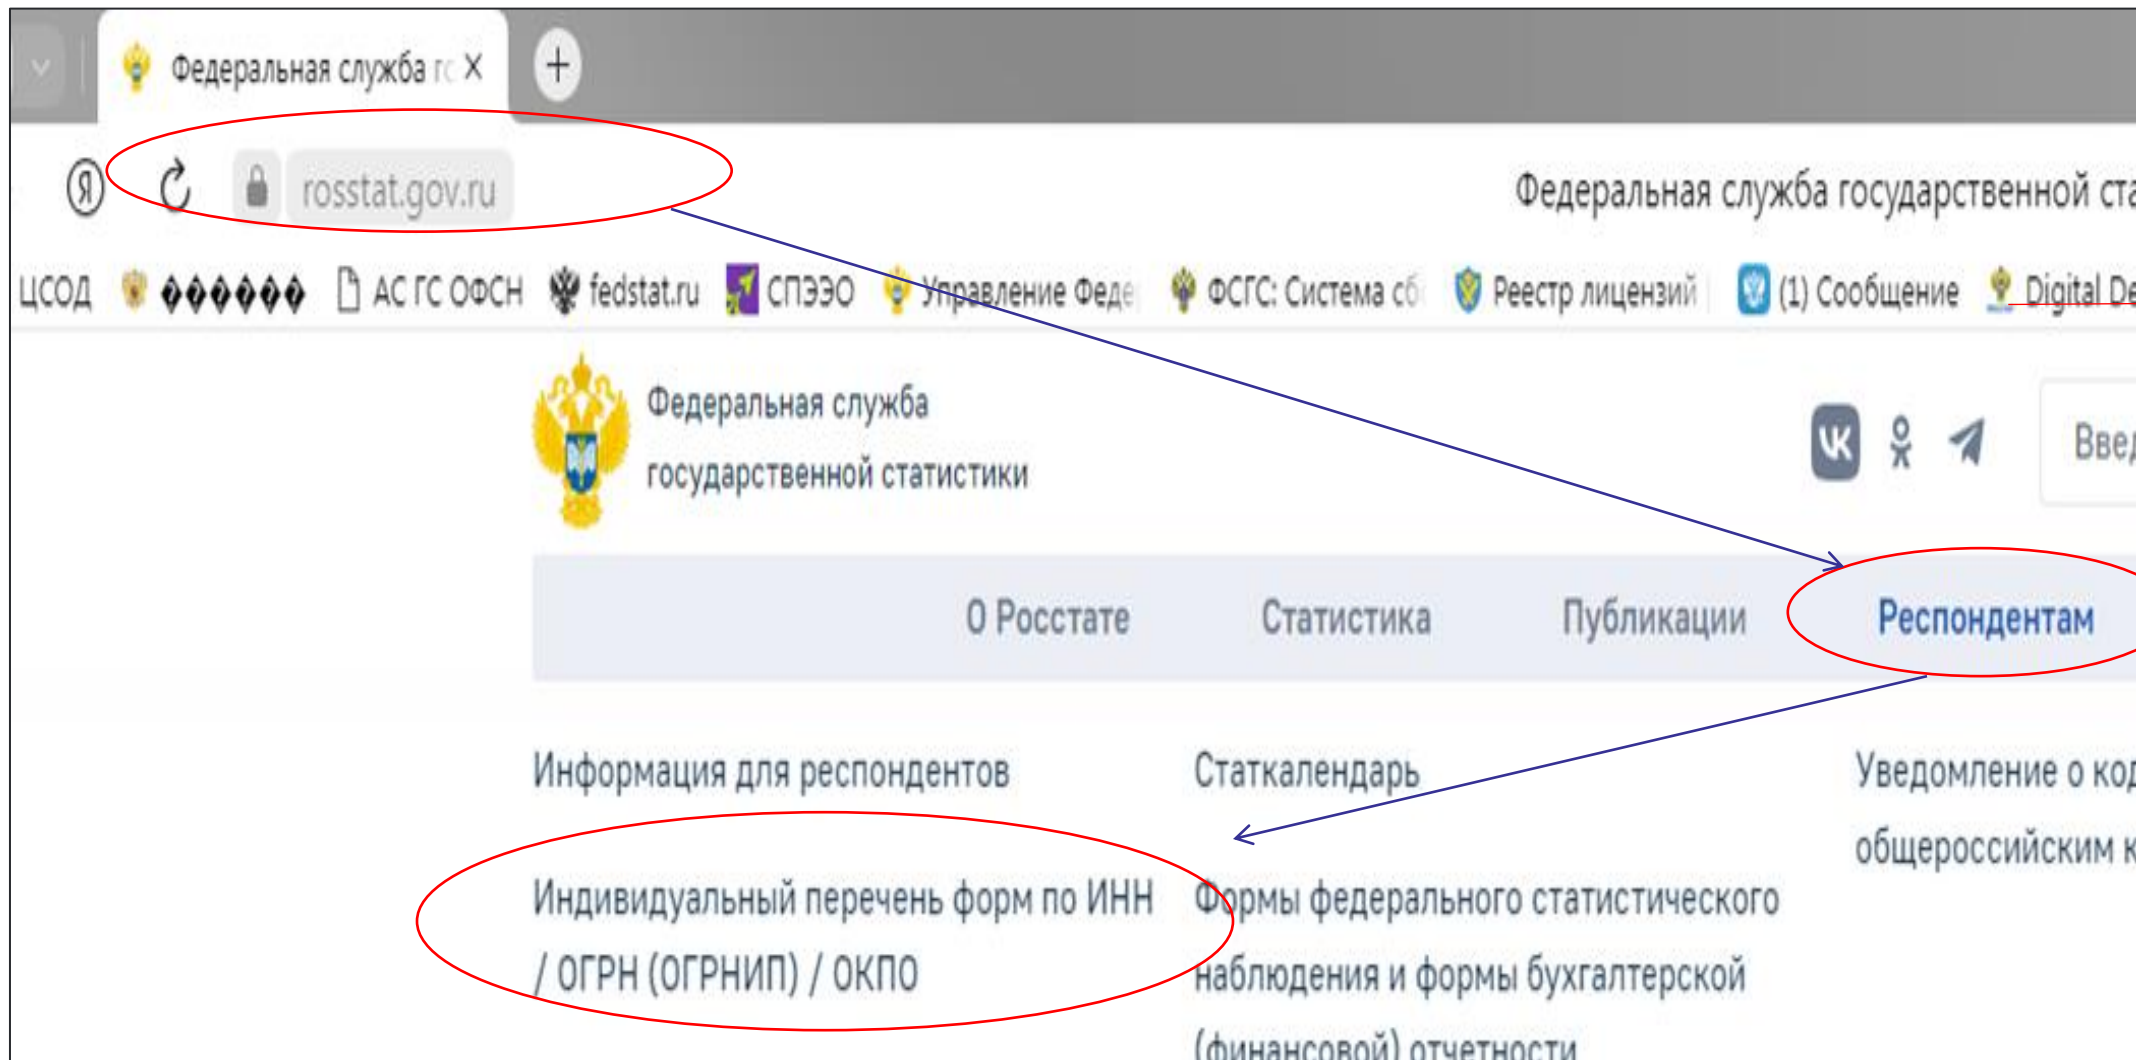 Федеральная служба гс
Я
rosstat.gov.ru
Федеральная служба государственной ста
ЦСОД ������ АС ГС ОФСН fedstat.ru СПЭЭО Управление Феде ФСГС: Система сб Реестр лицензий (1) Сообщение Digital De
Федеральная служба
государственной статистики
Введ
О Росстате Статистика Публикации Респондентам
Информация для респондентов Статкалендарь Уведомление о код
общероссийским к
Индивидуальный перечень форм по ИНН Формы федерального статистического
/ ОГРН (ОГРНИП) / ОКПО наблюдения и формы бухгалтерской
(финансовой) отчетности